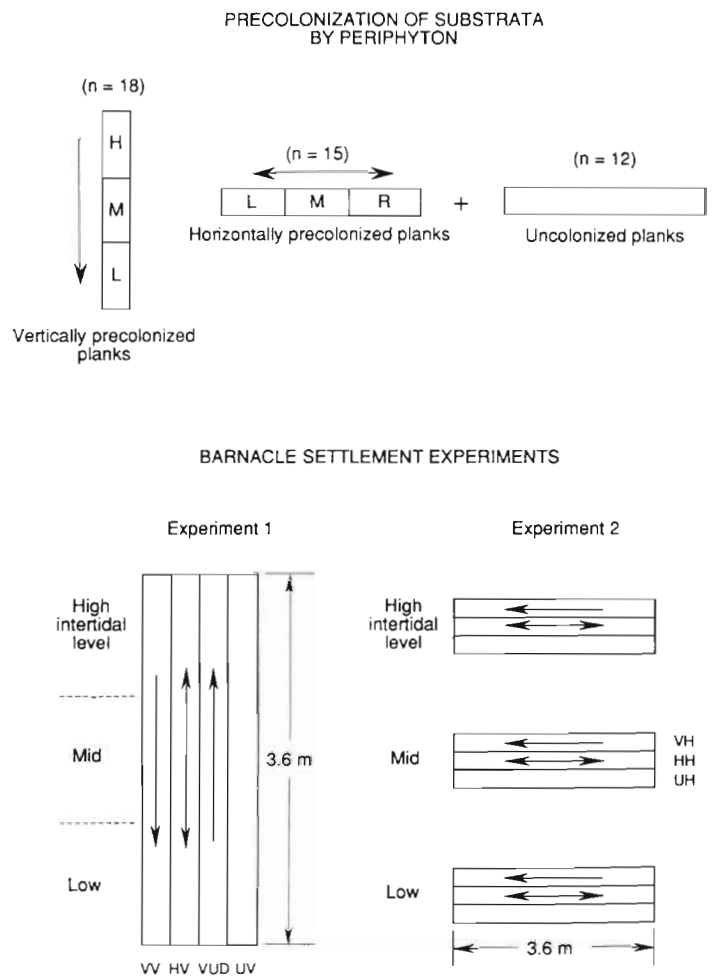 PRECOLONIZATION OF SUBSTRATA
BY PERIPHYTON
(n = 18)
H
M
L
Vertically precolonized
planks
(n = 15)
L M R
Horizontally precolonized planks
+
(n = 12)
Uncolonized planks
BARNACLE SETTLEMENT EXPERIMENTS
Experiment 1
High
intertidal
level
Mid
Low
3.6 m
VV HV VUD UV
Experiment 2
High
intertidal
level
Mid
VH
HH
UH
Low
3.6 m